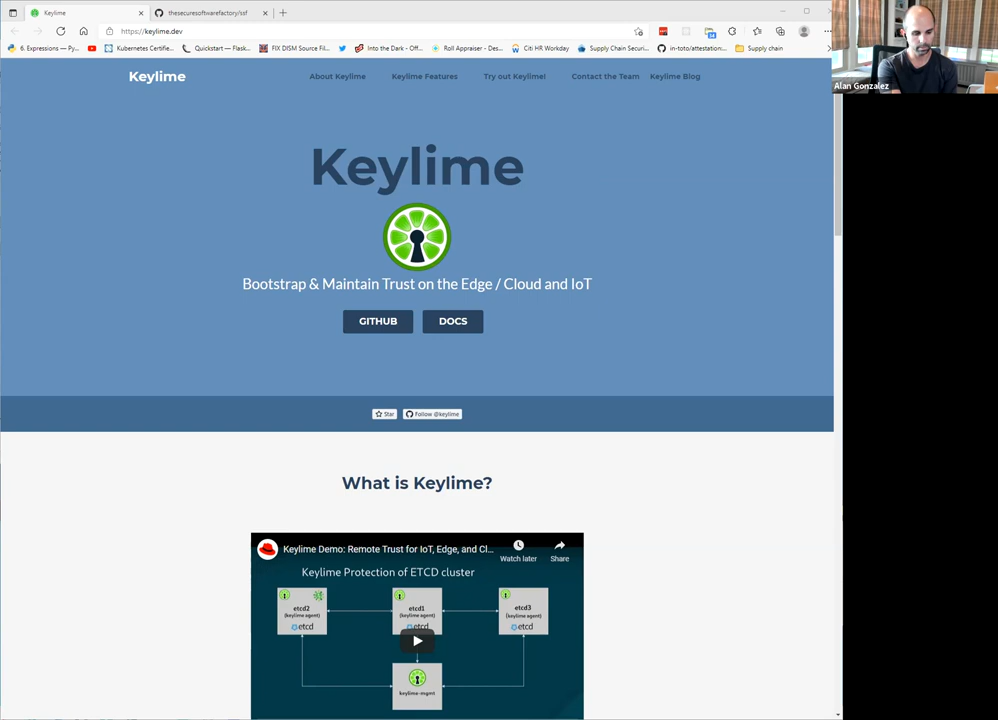 Keylime
thesecuresoftwarefactory/ssf
https://keylime.dev
6. Expressions — Py...
Kubernetes Certifie...
Quickstart — Flask...
FIX DISM Source Fil...
Into the Dark - Off...
Roll Appraiser - Des...
Citi HR Workday
Supply Chain Securi...
in-toto/attestation:...
Supply chain
Alan Gonzalez
Keylime
About Keylime
Keylime Features
Try out Keylime!
Contact the Team
Keylime Blog
Keylime
Bootstrap & Maintain Trust on the Edge / Cloud and IoT
GITHUB
DOCS
Star
Follow @keylime
What is Keylime?
Keylime Demo: Remote Trust for IoT, Edge, and Cl...
Watch later
Share
Keylime Protection of ETCD cluster
etcd2
(keylime agent)
etcd
etcd1
(keylime agent)
etcd
etcd3
(keylime agent)
etcd
keylime-mgmt